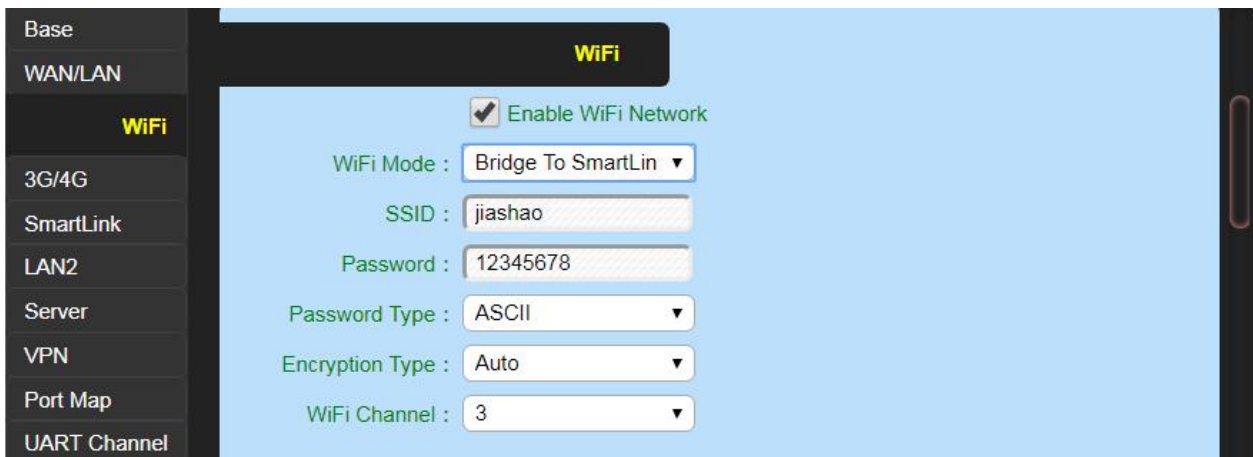 Base
WAN/LAN
WiFi
3G/4G
SmartLink
LAN2
Server
VPN
Port Map
UART Channel
WiFi
Enable WiFi Network
WiFi Mode : Bridge To SmartLin
SSID : jiashao
Password : 12345678
Password Type : ASCII
Encryption Type : Auto
WiFi Channel : 3